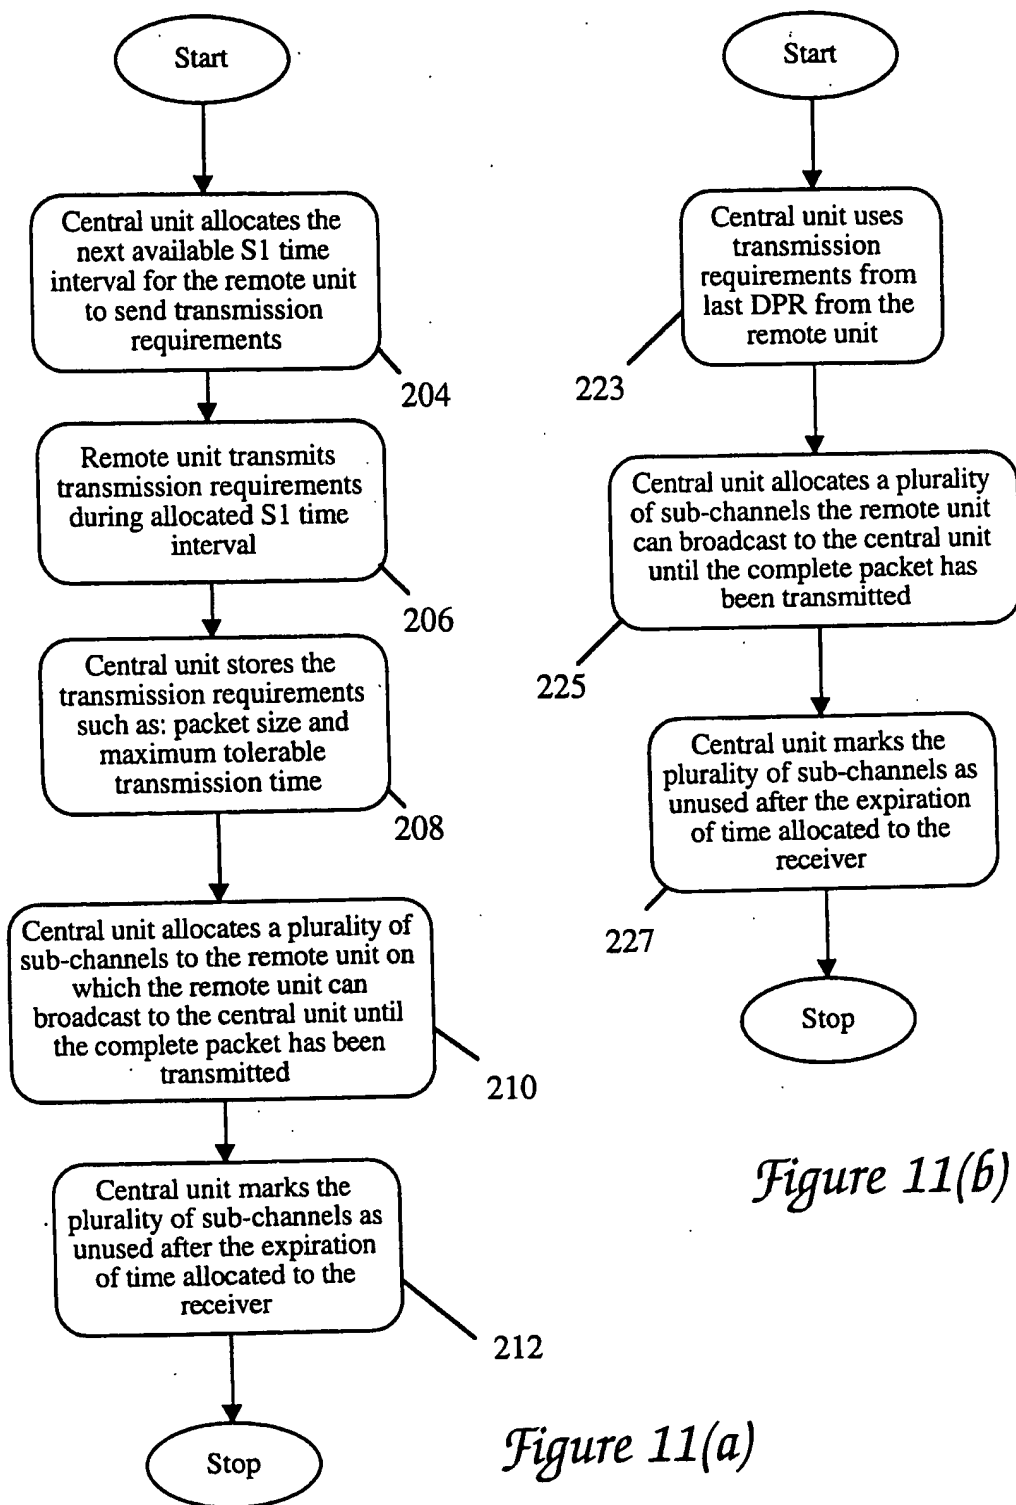 Start
Central unit allocates the
next available S1 time
interval for the remote unit
to send transmission
requirements
204
Remote unit transmits
transmission requirements
during allocated S1 time
interval
206
Central unit stores the
transmission requirements
such as: packet size and
maximum tolerable
transmission time
208
Central unit allocates a plurality of
sub-channels to the remote unit on
which the remote unit can
broadcast to the central unit until
the complete packet has been
transmitted
210
Central unit marks the
plurality of sub-channels as
unused after the expiration
of time allocated to the
receiver
212
Stop
Figure 11(a)
Start
Central unit uses
transmission
requirements from
last DPR from the
remote unit
223
Central unit allocates a plurality
of sub-channels the remote unit
can broadcast to the central unit
until the complete packet has
been transmitted
225
Central unit marks the
plurality of sub-channels as
unused after the expiration
of time allocated to the
receiver
227
Stop
Figure 11(b)